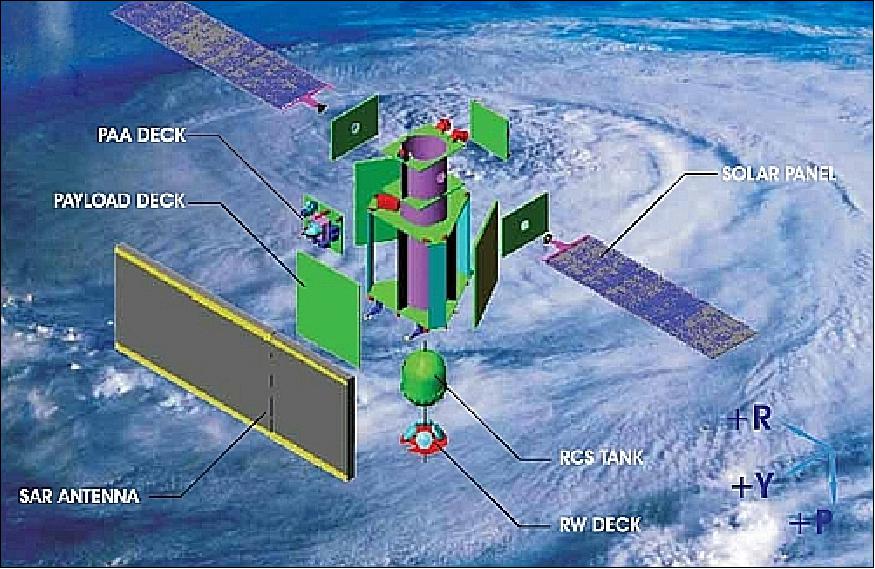 PAA DECK
PAYLOAD DECK
SOLAR PANEL
SAR ANTENNA
RCS TANK
RW DECK
+R
+Y
+P